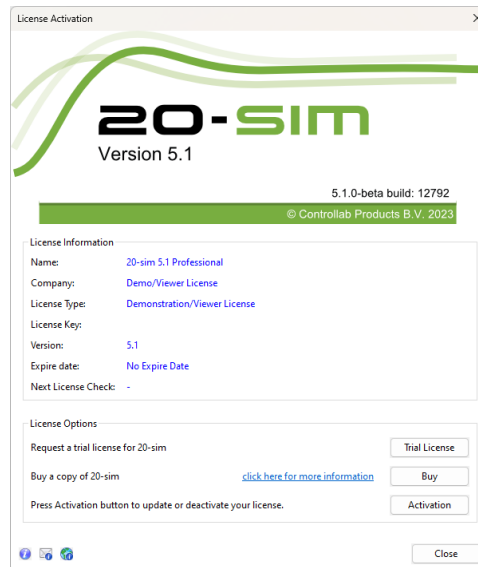 License Activation
20-sim
Version 5.1
5.1.0-beta build: 12792
© Controllab Products B.V. 2023
License Information
Name: 20-sim 5.1 Professional
Company: Demo/Viewer License
License Type: Demonstration/Viewer License
License Key:
Version: 5.1
Expire date: No Expire Date
Next License Check: -
License Options
Request a trial license for 20-sim Trial License
Buy a copy of 20-sim click here for more information Buy
Press Activation button to update or deactivate your license. Activation
Close